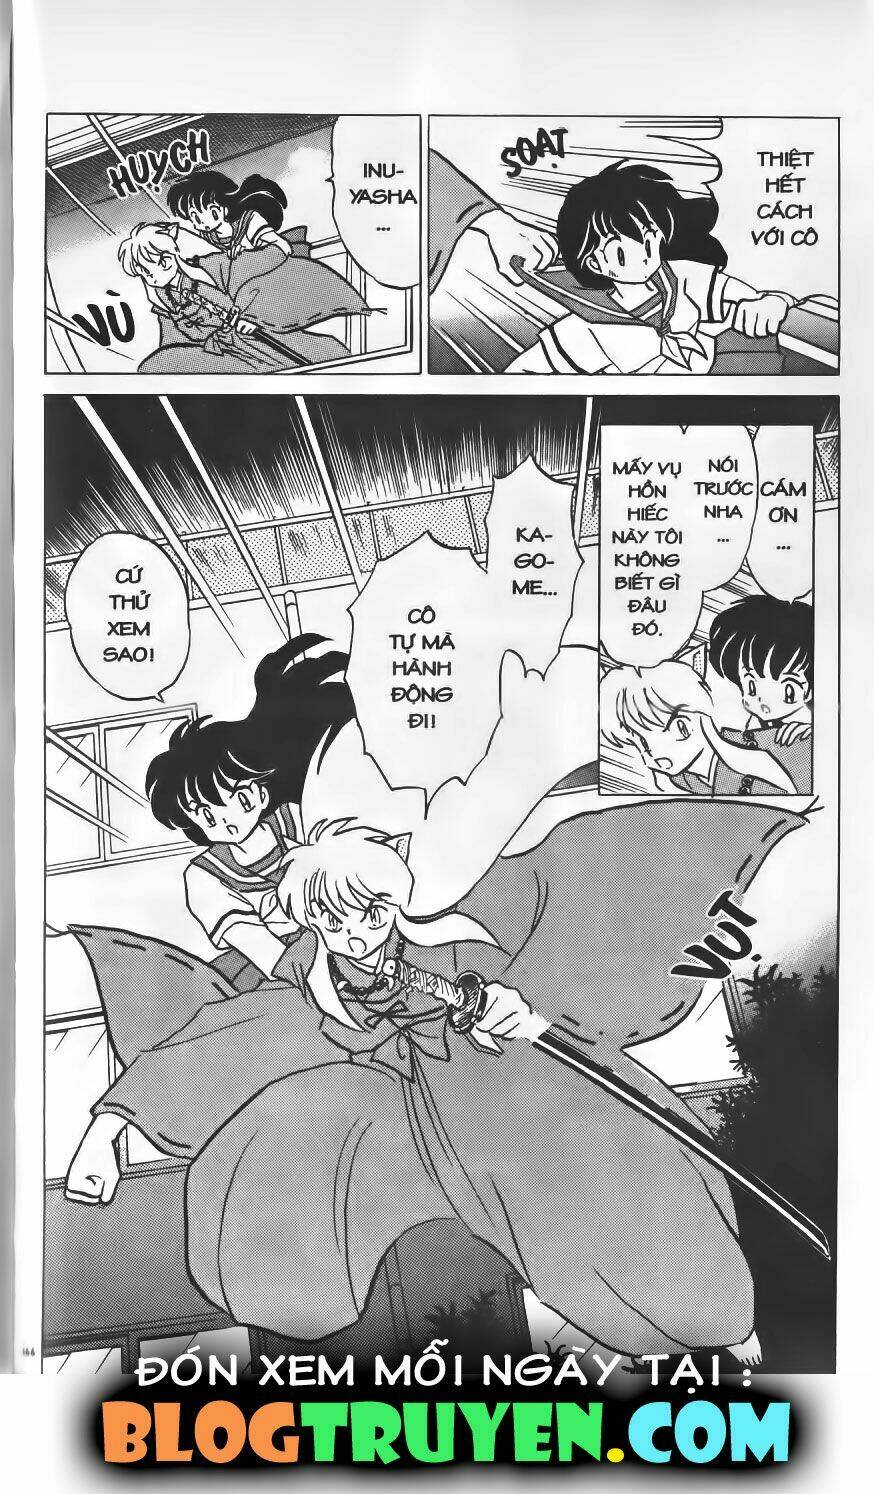 THIỆT
HẾT
CÁCH
VỚI CÔ
SOẠT
INU-
YASHA
...
HUỴCH
VÙ
CÁM
ƠN
...
NÓI
TRƯỚC
NHA
...
MẤY VỤ
HỒN
HIẾC
NÀY TÔI
KHÔNG
BIẾT GÌ
ĐÂU
ĐÓ.
KA-
GO-
ME...
CÔ
TỰ MÀ
HÀNH
ĐỘNG
ĐI!
CỨ
THỬ
XEM
SAO!
VỤT
166
ĐÓN XEM MỖI NGÀY TẠI :
BLOGTRUYEN.COM